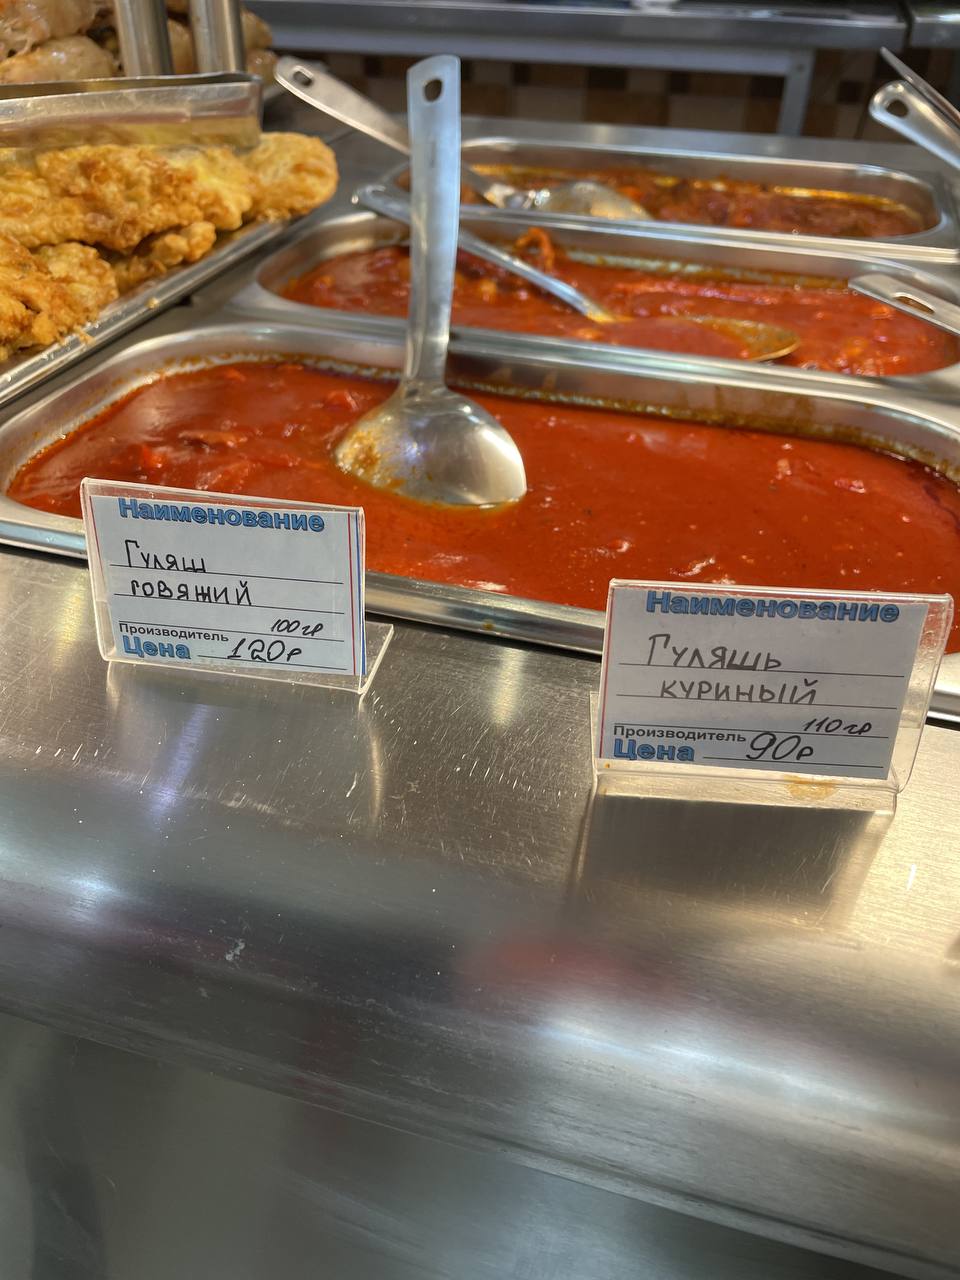 Наименование
Гуляш
говяжий
100 гр
Производитель
Цена 120р
Наименование
Гуляшь
куриный
110 гр
Производитель
Цена 90р